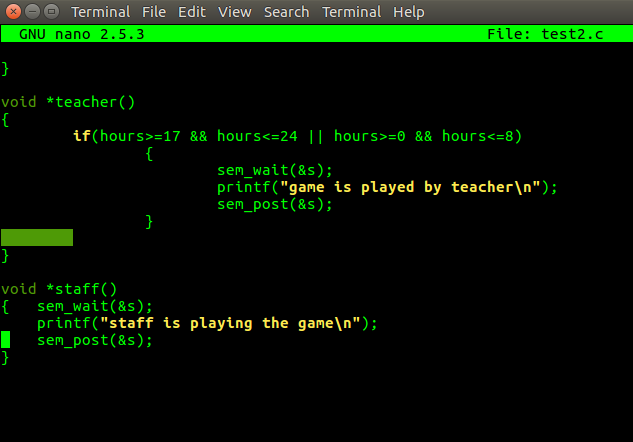 Terminal File Edit View Search Terminal Help
GNU nano 2.5.3 File: test2.c
}
void *teacher()
{
if(hours>=17 && hours<=24 || hours>=0 && hours<=8)
{
sem_wait(&s);
printf("game is played by teacher\n");
sem_post(&s);
}
}
void *staff()
{ sem_wait(&s);
printf("staff is playing the game\n");
sem_post(&s);
}